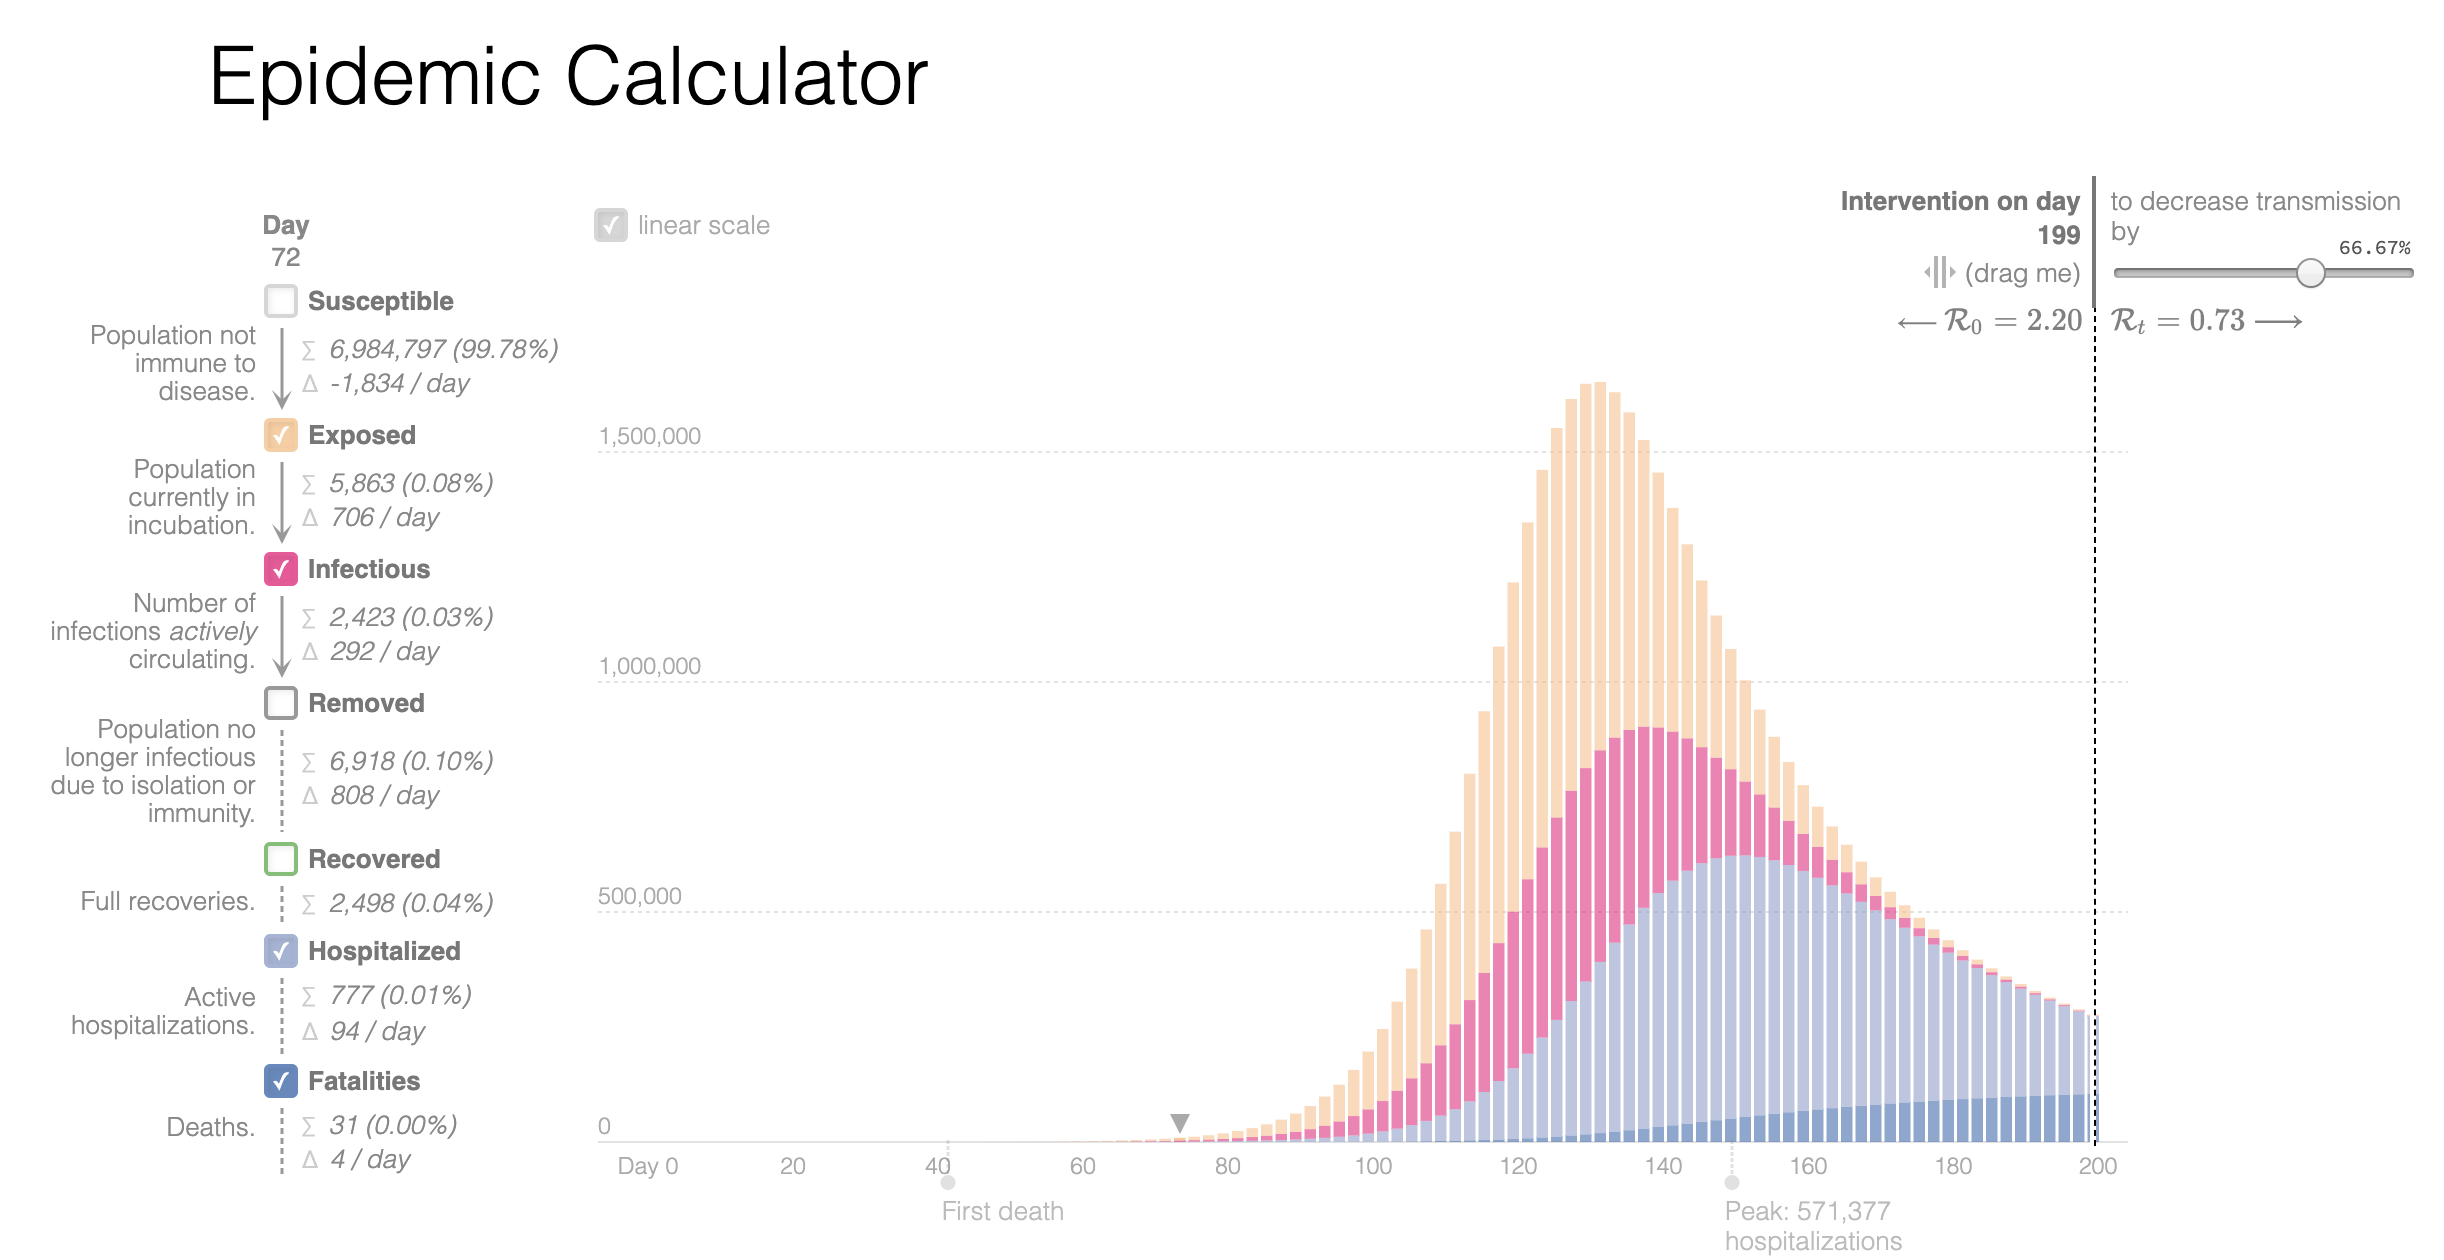 Epidemic Calculator
Day
72
linear scale
Intervention on day
199
(drag me)
← ℛ₀ = 2.20
to decrease transmission
by
66.67%
ℛₜ = 0.73 →
Susceptible
Population not
immune to
disease.
Σ 6,984,797 (99.78%)
Δ -1,834 / day
Exposed
Population
currently in
incubation.
Σ 5,863 (0.08%)
Δ 706 / day
Infectious
Number of
infections actively
circulating.
Σ 2,423 (0.03%)
Δ 292 / day
Removed
Population no
longer infectious
due to isolation or
immunity.
Σ 6,918 (0.10%)
Δ 808 / day
Recovered
Full recoveries.
Σ 2,498 (0.04%)
Hospitalized
Active
hospitalizations.
Σ 777 (0.01%)
Δ 94 / day
Fatalities
Deaths.
Σ 31 (0.00%)
Δ 4 / day
1,500,000
1,000,000
500,000
0
Day 0 20 40 60 80 100 120 140 160 180 200
First death
Peak: 571,377
hospitalizations